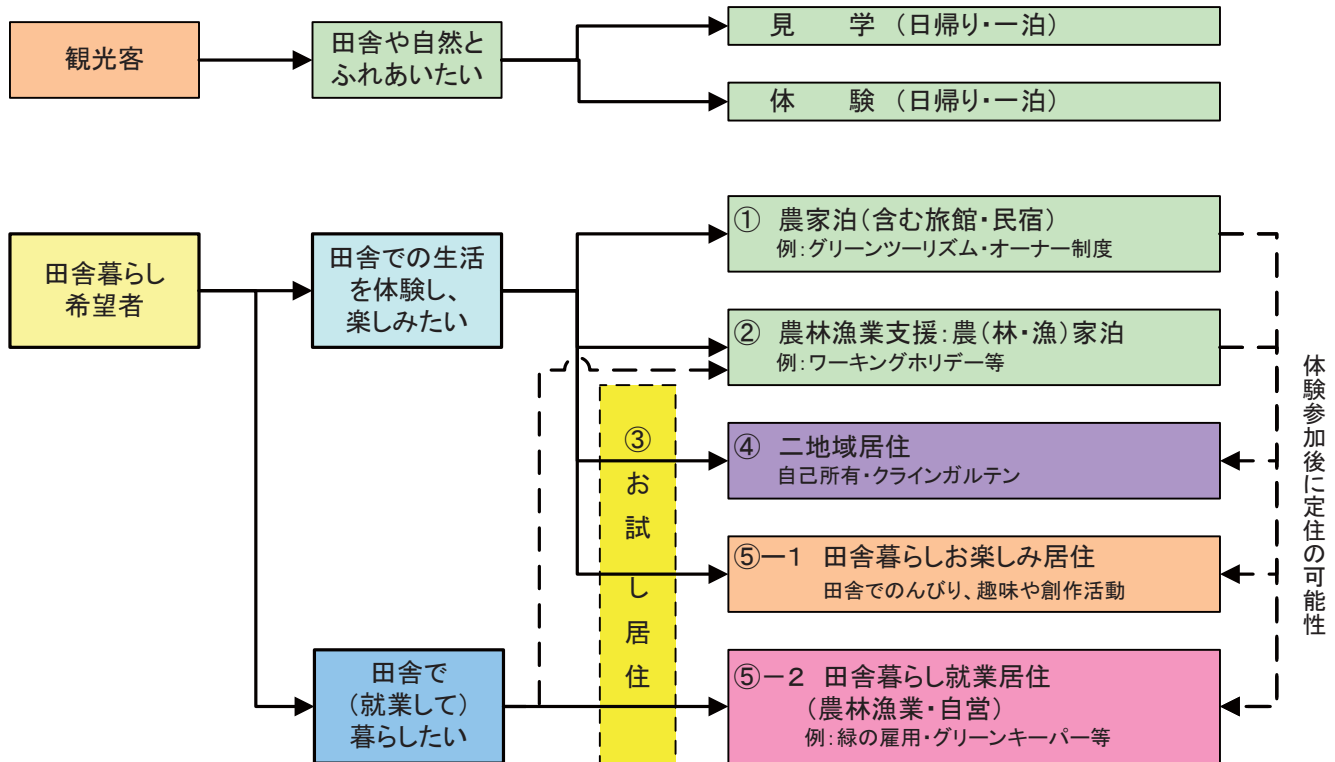 観光客
田舎や自然と
ふれあいたい
見　学（日帰り・一泊）
体　験（日帰り・一泊）
田舎暮らし
希望者
田舎での生活
を体験し、
楽しみたい
① 農家泊（含む旅館・民宿）
例：グリーンツーリズム・オーナー制度
② 農林漁業支援：農（林・漁）家泊
例：ワーキングホリデー等
③お試し居住
④ 二地域居住
自己所有・クラインガルテン
⑤－１ 田舎暮らしお楽しみ居住
田舎でのんびり、趣味や創作活動
田舎で
（就業して）
暮らしたい
⑤－２ 田舎暮らし就業居住
（農林漁業・自営）
例：緑の雇用・グリーンキーパー等
体験参加後に定住の可能性